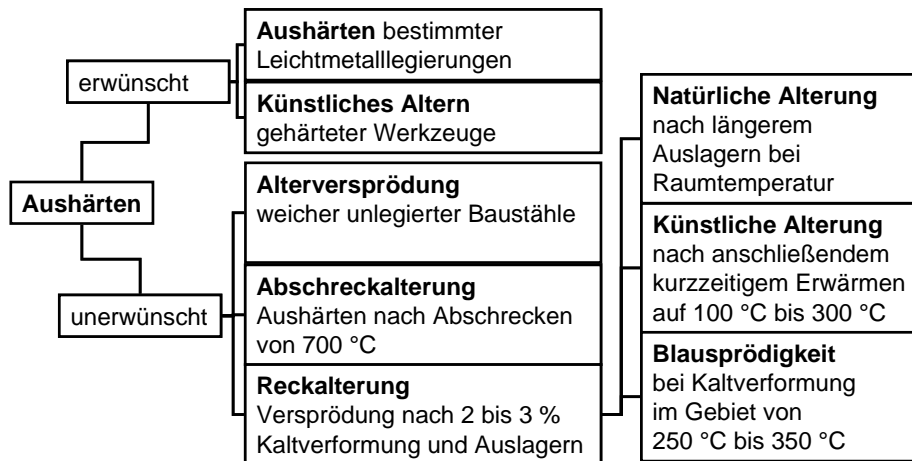 Aushärten
erwünscht
Aushärten bestimmter
Leichtmetalllegierungen
Künstliches Altern
gehärteter Werkzeuge
unerwünscht
Alterversprödung
weicher unlegierter Baustähle
Abschreckalterung
Aushärten nach Abschrecken
von 700 °C
Reckalterung
Versprödung nach 2 bis 3 %
Kaltverformung und Auslagern
Natürliche Alterung
nach längerem
Auslagern bei
Raumtemperatur
Künstliche Alterung
nach anschließendem
kurzzeitigem Erwärmen
auf 100 °C bis 300 °C
Blausprödigkeit
bei Kaltverformung
im Gebiet von
250 °C bis 350 °C